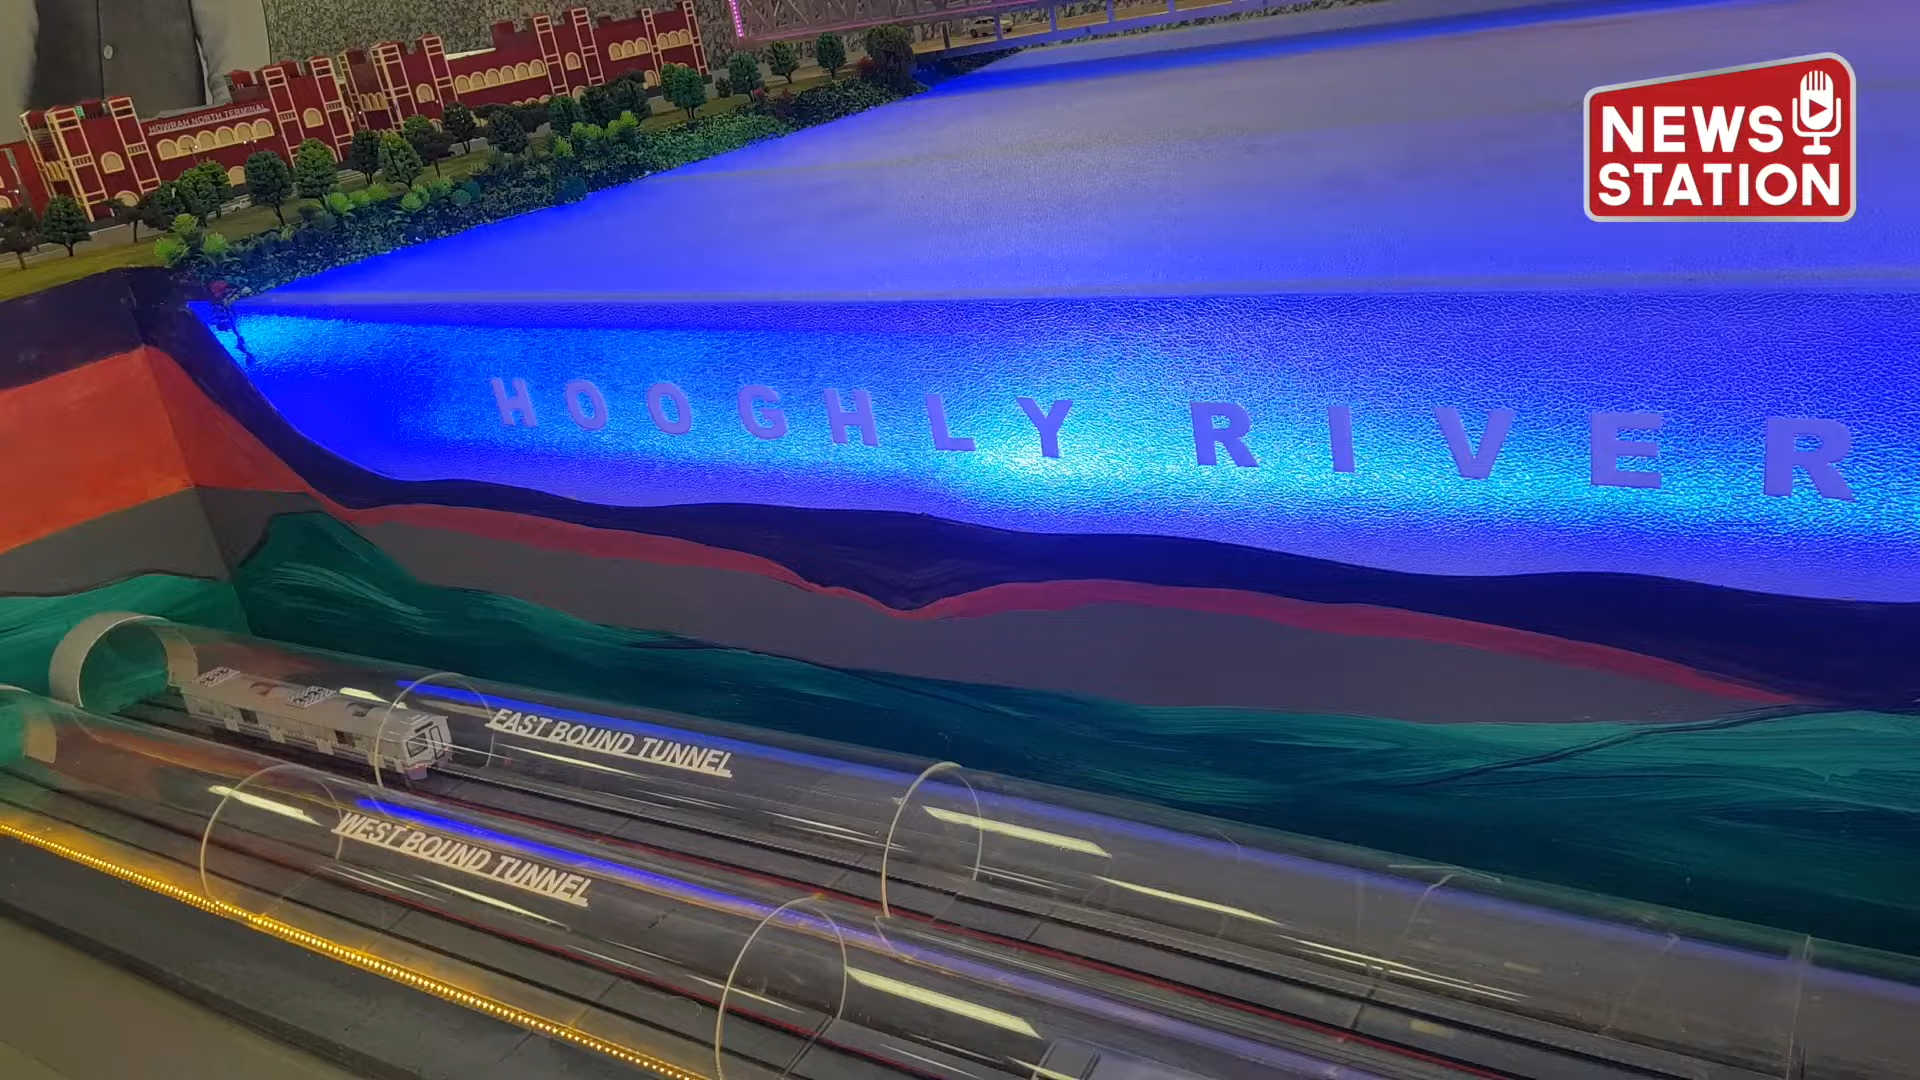 HOWRAH NORTH TERMINAL
NEWS
STATION
HOOGHLY RIVER
EAST BOUND TUNNEL
WEST BOUND TUNNEL